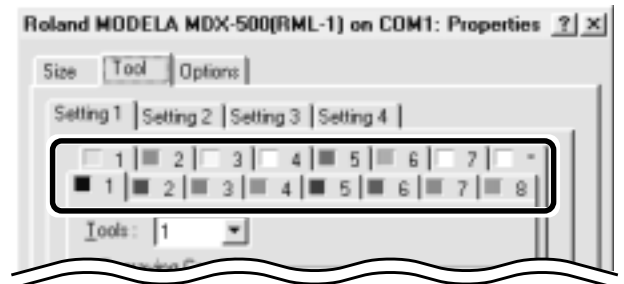 Roland MODELA MDX-500(RML-1) on COM1: Properties ? ×
Size Tool Options
Setting 1 Setting 2 Setting 3 Setting 4
1 2 3 4 5 6 7 -
1 2 3 4 5 6 7 8
Tools: 1